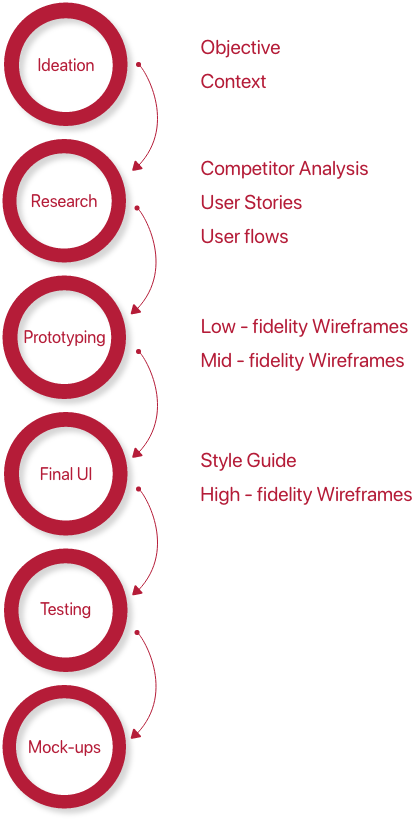 Ideation
Objective
Context
Research
Competitor Analysis
User Stories
User flows
Prototyping
Low - fidelity Wireframes
Mid - fidelity Wireframes
Final UI
Style Guide
High - fidelity Wireframes
Testing
Mock-ups